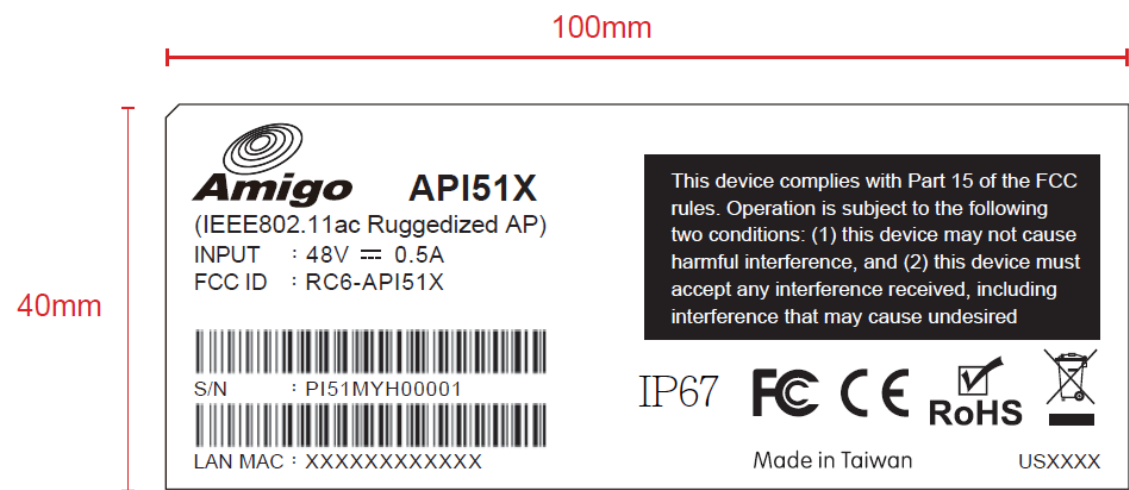 100mm
40mm
Amigo API51X
(IEEE802.11ac Ruggedized AP)
INPUT : 48V ⎓ 0.5A
FCC ID : RC6-API51X
S/N : PI51MYH00001
LAN MAC : XXXXXXXXXXXX
This device complies with Part 15 of the FCC
rules. Operation is subject to the following
two conditions: (1) this device may not cause
harmful interference, and (2) this device must
accept any interference received, including
interference that may cause undesired
IP67 FC CE RoHS
Made in Taiwan USXXXX